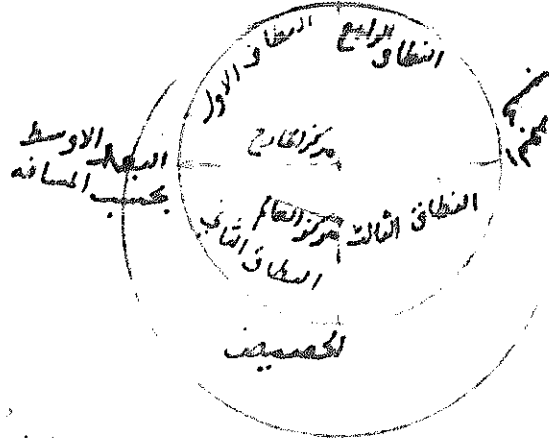 النطاق الرابع
النطاق الاول
مركز الخارج
البعد الاوسط
بحسب المسافه
مركز العالم
النطاق الثالث
النطاق الثاني
الحضيض